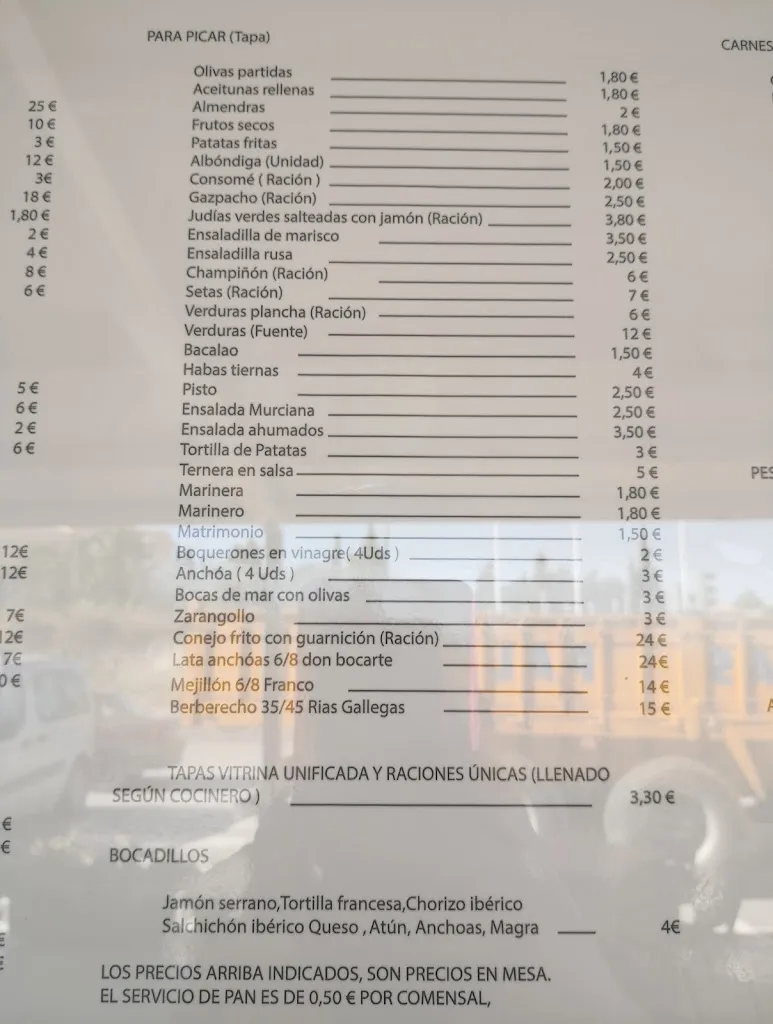 PARA PICAR (Tapa)
Olivas partidas 1,80 €
Aceitunas rellenas 1,80 €
Almendras 2 €
Frutos secos 1,80 €
Patatas fritas 1,50 €
Albóndiga (Unidad) 1,50 €
Consomé ( Ración ) 2,00 €
Gazpacho (Ración) 2,50 €
Judías verdes salteadas con jamón (Ración) 3,80 €
Ensaladilla de marisco 3,50 €
Ensaladilla rusa 2,50 €
Champiñón (Ración) 6 €
Setas (Ración) 7 €
Verduras plancha (Ración) 6 €
Verduras (Fuente) 12 €
Bacalao 1,50 €
Habas tiernas 4 €
Pisto 2,50 €
Ensalada Murciana 2,50 €
Ensalada ahumados 3,50 €
Tortilla de Patatas 3 €
Ternera en salsa 5 €
Marinera 1,80 €
Marinero 1,80 €
Matrimonio 1,50 €
Boquerones en vinagre( 4Uds ) 2 €
Anchóa ( 4 Uds ) 3 €
Bocas de mar con olivas 3 €
Zarangollo 3 €
Conejo frito con guarnición (Ración) 24 €
Lata anchóas 6/8 don bocarte 24 €
Mejillón 6/8 Franco 14 €
Berberecho 35/45 Rias Gallegas 15 €
TAPAS VITRINA UNIFICADA Y RACIONES ÚNICAS (LLENADO
SEGÚN COCINERO ) 3,30 €
BOCADILLOS
Jamón serrano,Tortilla francesa,Chorizo ibérico
Salchichón ibérico Queso , Atún, Anchoas, Magra 4€
LOS PRECIOS ARRIBA INDICADOS, SON PRECIOS EN MESA.
EL SERVICIO DE PAN ES DE 0,50 € POR COMENSAL,
25 €
10 €
3 €
12 €
3€
18 €
1,80 €
2 €
4 €
8 €
6 €
5 €
6 €
2 €
6 €
12€
12€
7€
12€
7€
€
€
CARNES